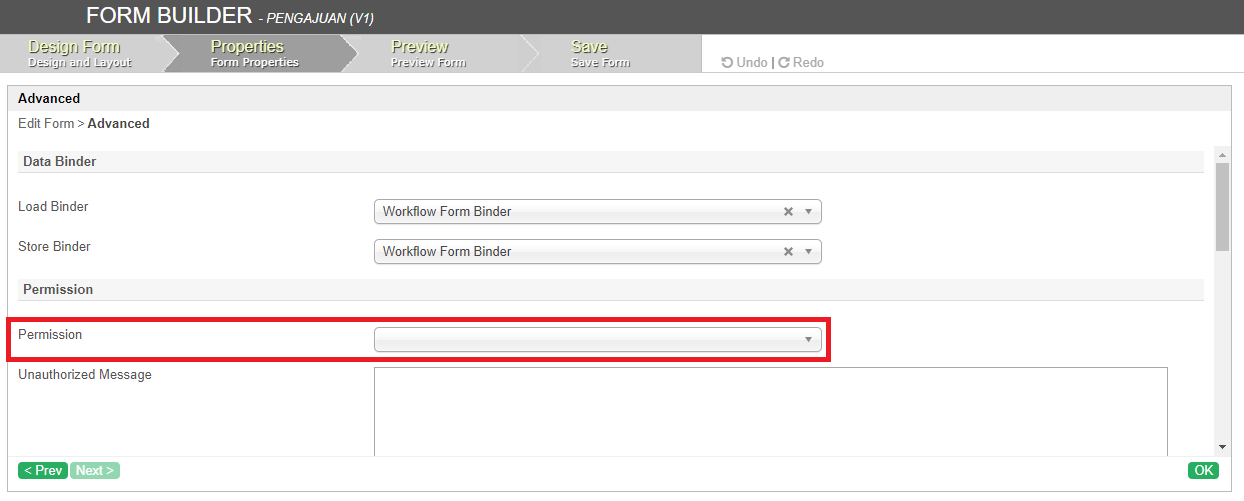 FORM BUILDER - PENGAJUAN (V1)
Design Form
Design and Layout
Properties
Form Properties
Preview
Preview Form
Save
Save Form
Undo | Redo
Advanced
Edit Form > Advanced
Data Binder
Load Binder
Workflow Form Binder
Store Binder
Workflow Form Binder
Permission
Permission
Unauthorized Message
< Prev Next >
OK